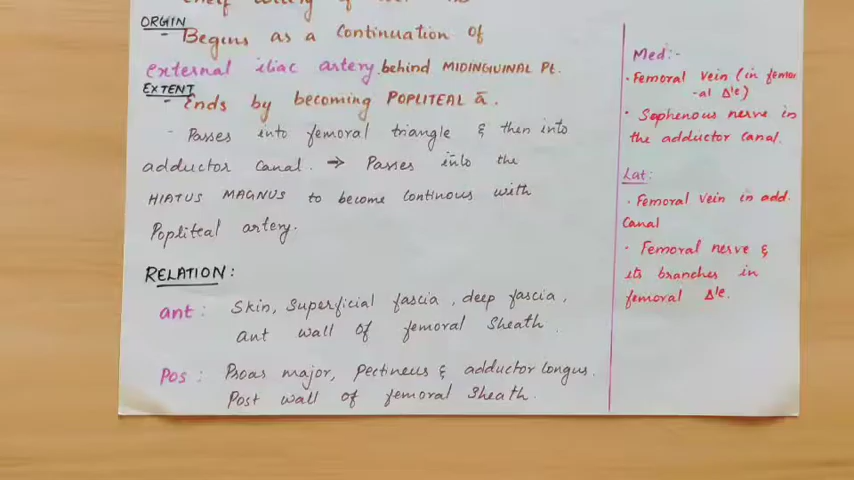 ORGIN
- Begins as a Continuation of
external iliac artery behind MIDINGIUINAL Pt.
EXTENT
- Ends by becoming POPLITEAL ā.
- Passes into femoral triangle & then into
adductor Canal. → Passes into the
HIATUS MAGNUS to become Continous with
Popliteal artery.
RELATION:
ant: Skin, Superficial fascia, deep fascia,
ant wall of femoral Sheath
Pos: Psoas major, Pectineus & adductor longus.
Post wall of femoral Sheath.
Med:-
• Femoral vein (in femor
-al Δle)
• Saphenous nerve in
the adductor canal.
Lat:
• Femoral vein in add.
Canal
• Femoral nerve &
its branches in
femoral Δle.